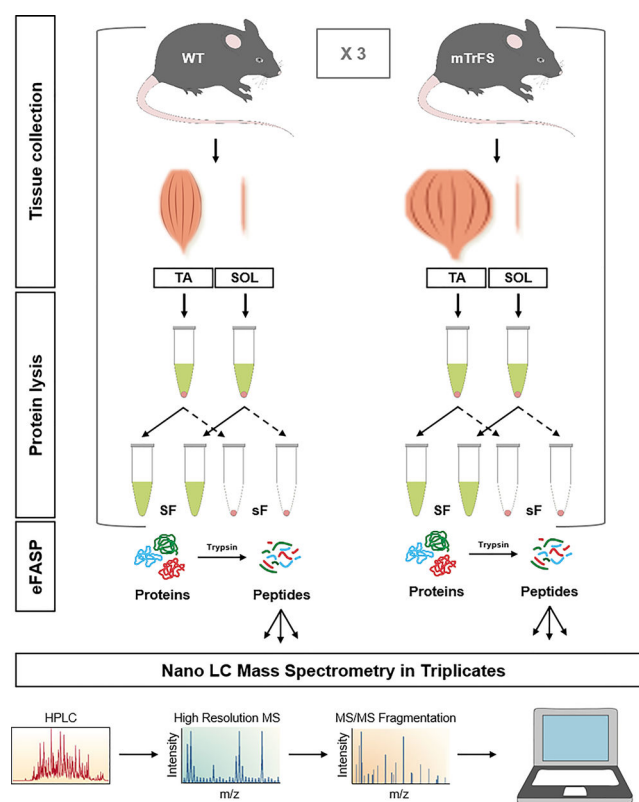 Tissue collection
WT
X 3
mTrFS
TA
SOL
TA
SOL
Protein lysis
SF
sF
SF
sF
eFASP
Trypsin
Proteins
Peptides
Trypsin
Proteins
Peptides
Nano LC Mass Spectrometry in Triplicates
HPLC
High Resolution MS
Intensity
m/z
MS/MS Fragmentation
Intensity
m/z